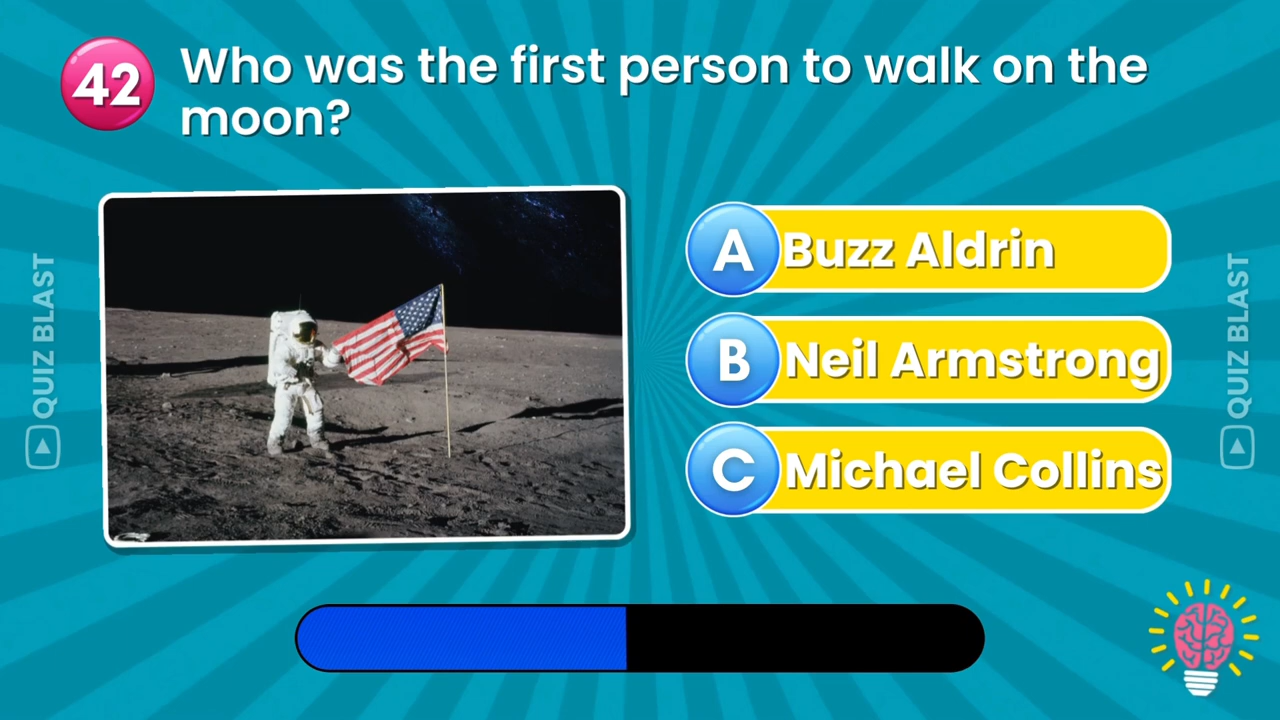 42
Who was the first person to walk on the
moon?
A Buzz Aldrin
B Neil Armstrong
C Michael Collins
QUIZ BLAST
QUIZ BLAST